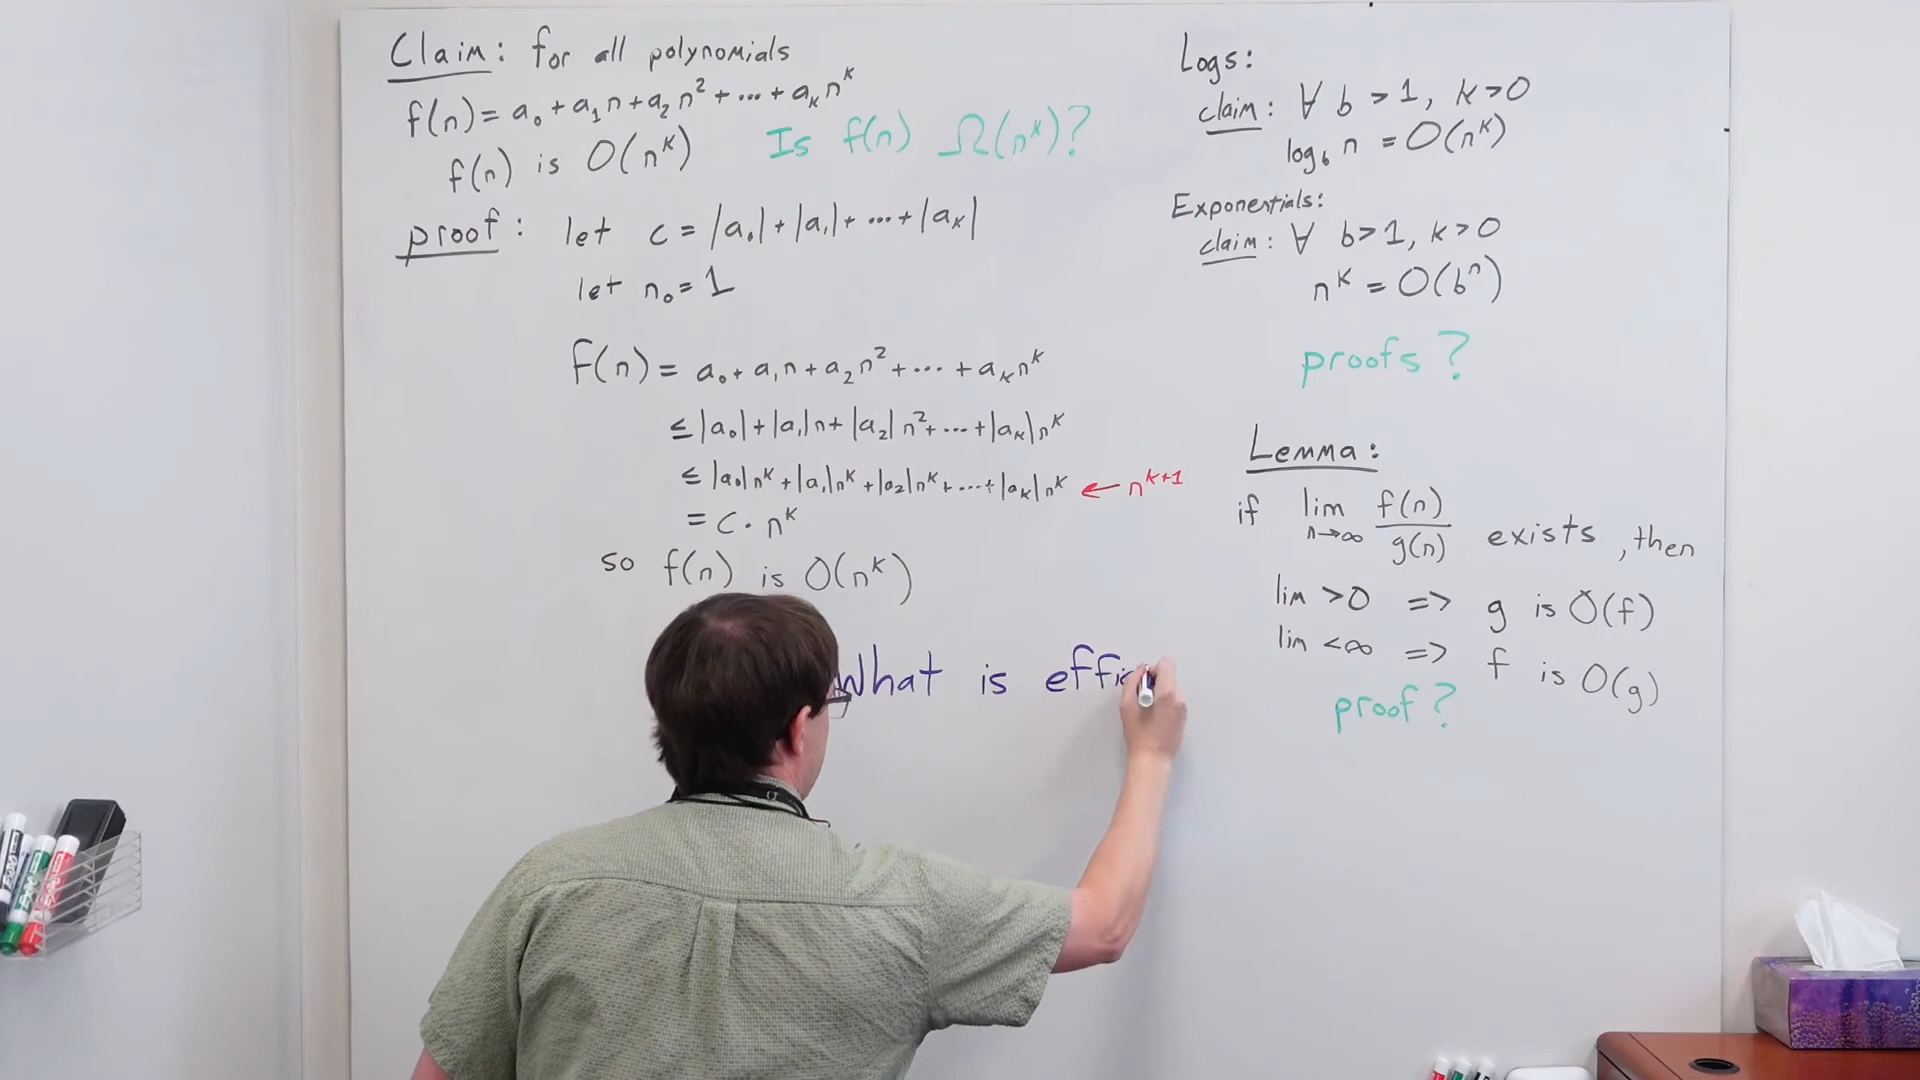 Claim: for all polynomials
f(n) = a₀ + a₁n + a₂n² + ... + aₖnᵏ
f(n) is O(nᵏ)
Is f(n) Ω(nᵏ)?
proof: let c = |a₀| + |a₁| + ... + |aₖ|
let n₀ = 1
f(n) = a₀ + a₁n + a₂n² + ... + aₖnᵏ
≤ |a₀| + |a₁|n + |a₂|n² + ... + |aₖ|nᵏ
≤ |a₀|nᵏ + |a₁|nᵏ + |a₂|nᵏ + ... + |aₖ|nᵏ ← nᵏ⁺¹
= c · nᵏ
so f(n) is O(nᵏ)
What is
Logs:
claim: ∀ b > 1, k > 0
log_b n = O(nᵏ)
Exponentials:
claim: ∀ b > 1, k > 0
nᵏ = O(bⁿ)
proofs?
Lemma:
if lim n→∞ f(n)/g(n) exists, then
lim > 0 => g is O(f)
lim < ∞ => f is O(g)
proof?